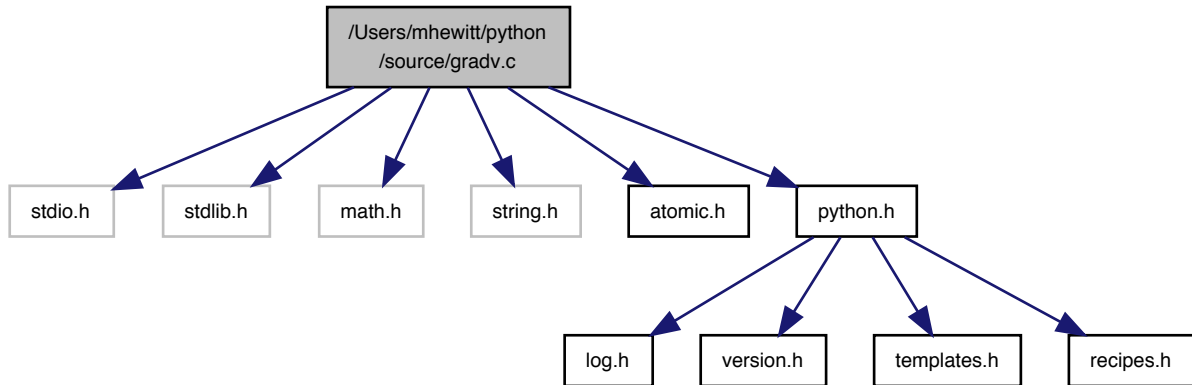 /Users/mhewitt/python
/source/gradv.c
stdio.h
stdlib.h
math.h
string.h
atomic.h
python.h
log.h
version.h
templates.h
recipes.h